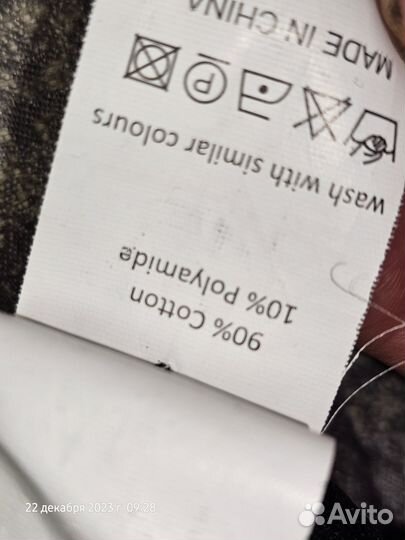 90% Cotton
10% Polyamide
wash with similar colours
P
MADE IN CHINA
22 декабря 2023 г. 09:28
Avito